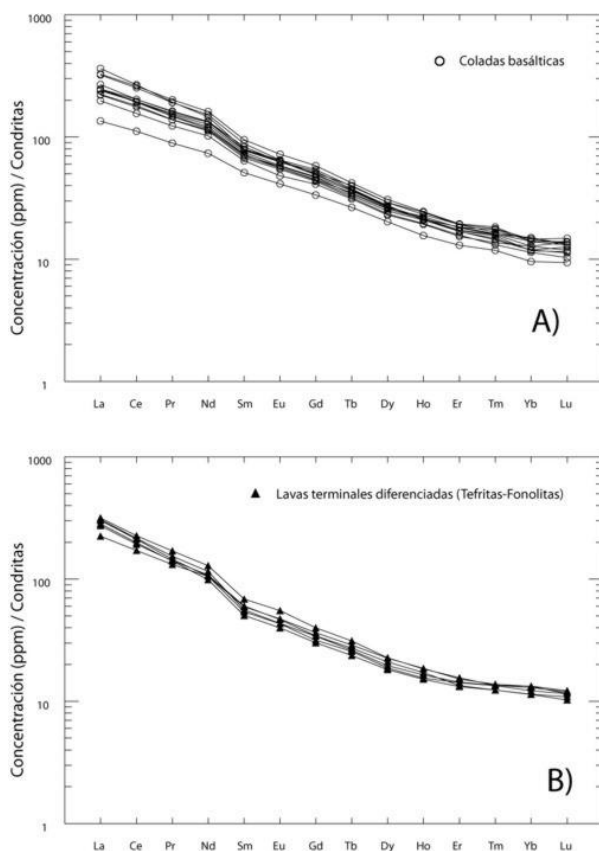 1000
Coladas basálticas
100
Concentración (ppm) / Condritas
10
A)
1
La Ce Pr Nd Sm Eu Gd Tb Dy Ho Er Tm Yb Lu
1000
Lavas terminales diferenciadas (Tefritas-Fonolitas)
100
Concentración (ppm) / Condritas
10
B)
1
La Ce Pr Nd Sm Eu Gd Tb Dy Ho Er Tm Yb Lu